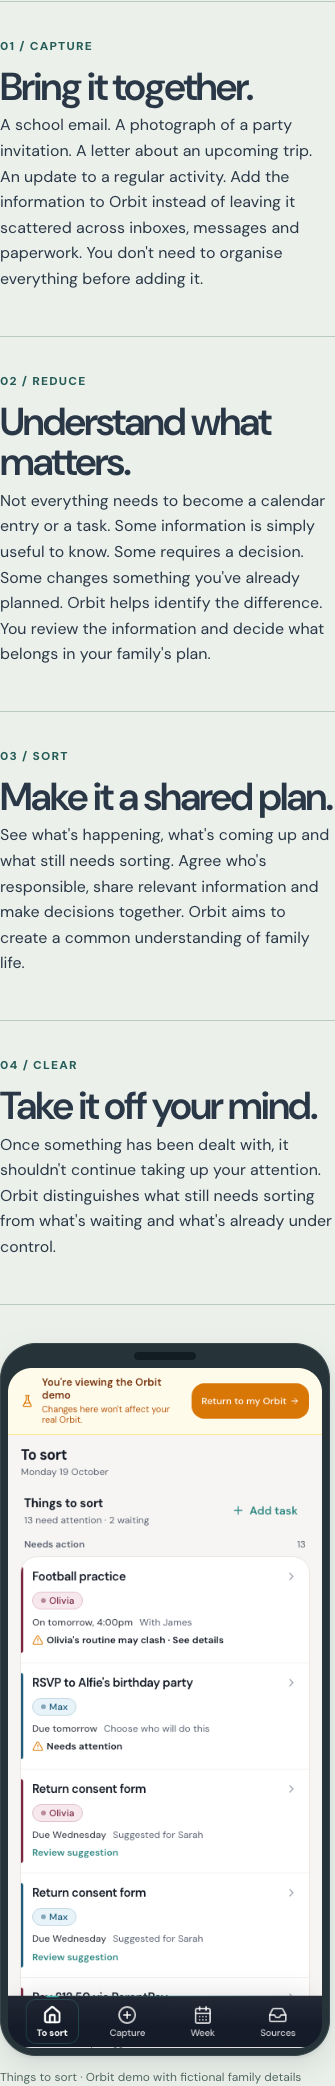 01 / CAPTURE
Bring it together.
A school email. A photograph of a party
invitation. A letter about an upcoming trip.
An update to a regular activity. Add the
information to Orbit instead of leaving it
scattered across inboxes, messages and
paperwork. You don't need to organise
everything before adding it.
02 / REDUCE
Understand what
matters.
Not everything needs to become a calendar
entry or a task. Some information is simply
useful to know. Some requires a decision.
Some changes something you've already
planned. Orbit helps identify the difference.
You review the information and decide what
belongs in your family's plan.
03 / SORT
Make it a shared plan.
See what's happening, what's coming up and
what still needs sorting. Agree who's
responsible, share relevant information and
make decisions together. Orbit aims to
create a common understanding of family
life.
04 / CLEAR
Take it off your mind.
Once something has been dealt with, it
shouldn't continue taking up your attention.
Orbit distinguishes what still needs sorting
from what's waiting and what's already under
control.
You're viewing the Orbit
demo
Changes here won't affect your
real Orbit.
Return to my Orbit →
To sort
Monday 19 October
Things to sort
13 need attention · 2 waiting
+ Add task
Needs action 13
Football practice
Olivia
On tomorrow, 4:00pm With James
Olivia's routine may clash · See details
RSVP to Alfie's birthday party
Max
Due tomorrow Choose who will do this
Needs attention
Return consent form
Olivia
Due Wednesday Suggested for Sarah
Review suggestion
Return consent form
Max
Due Wednesday Suggested for Sarah
Review suggestion
To sort Capture Week Sources
Things to sort · Orbit demo with fictional family details